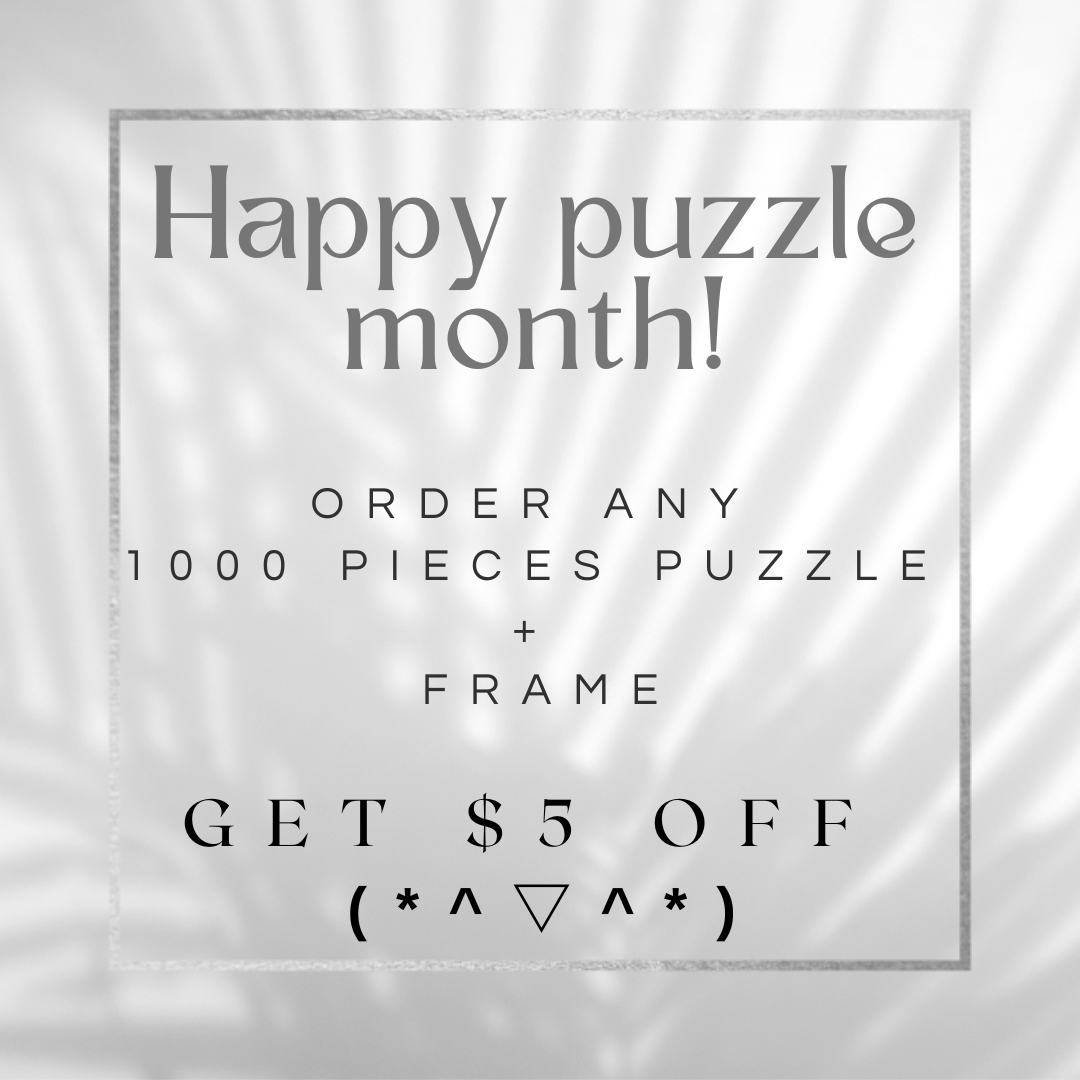 Happy puzzle
month!
ORDER ANY
1000 PIECES PUZZLE
+
FRAME
GET $5 OFF
(*^▽^*)